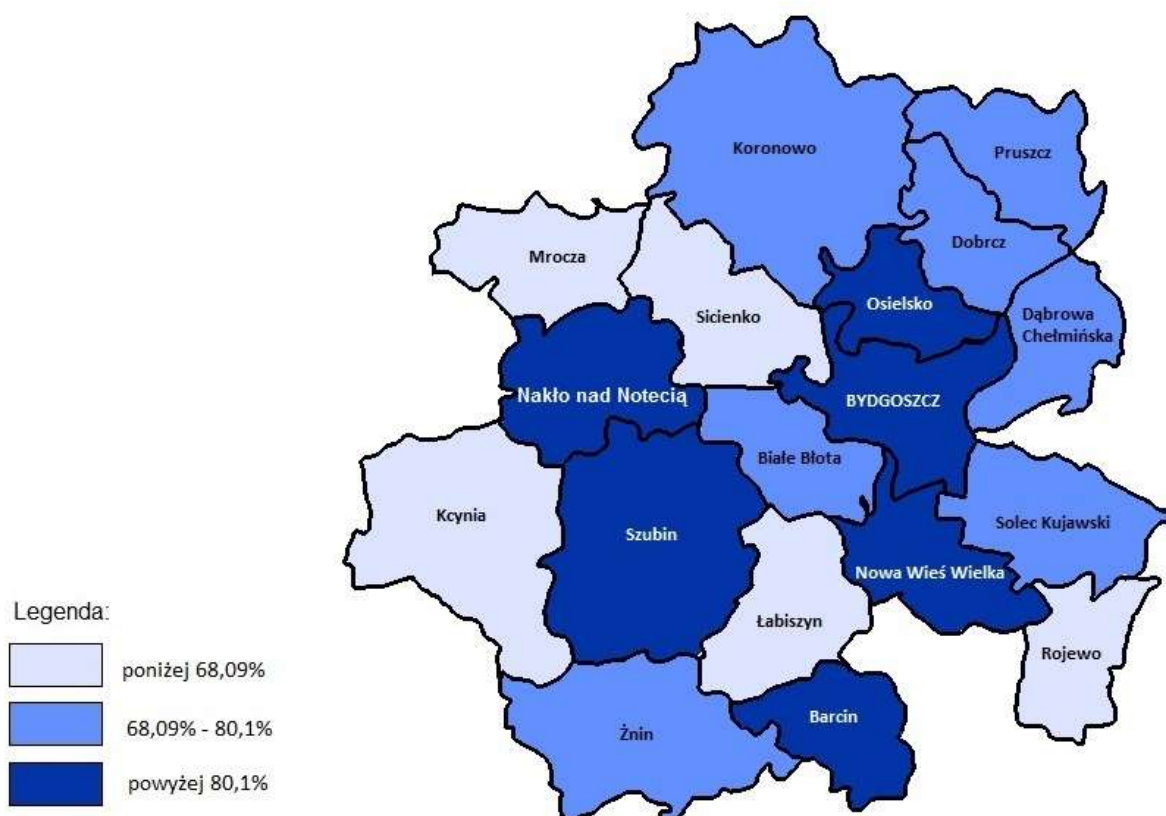 Koronowo
Pruszcz
Dobrcz
Mrocza
Osielsko
Sicienko
Dąbrowa
Chełmińska
Nakło nad Notecią
BYDGOSZCZ
Białe Błota
Kcynia
Szubin
Solec Kujawski
Nowa Wieś Wielka
Łabiszyn
Rojewo
Żnin
Barcin
Legenda:
poniżej 68,09%
68,09% - 80,1%
powyżej 80,1%